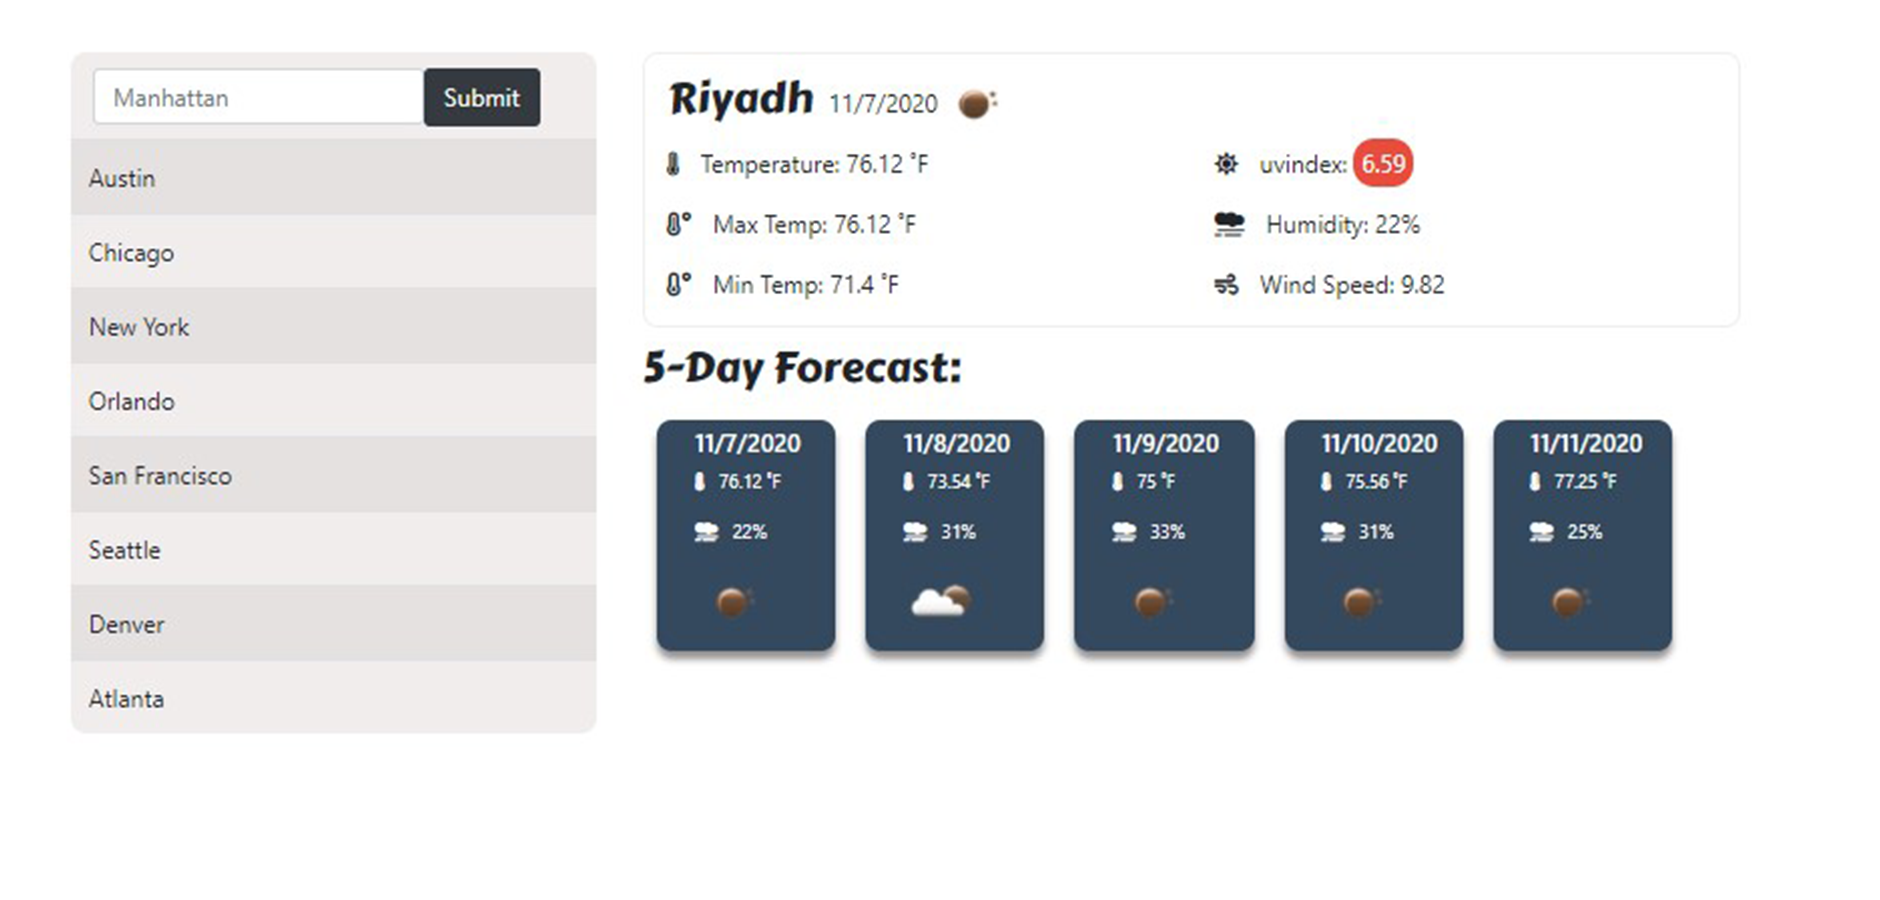 Manhattan Submit
Austin
Chicago
New York
Orlando
San Francisco
Seattle
Denver
Atlanta
Riyadh 11/7/2020
Temperature: 76.12 °F
uvindex: 6.59
Max Temp: 76.12 °F
Humidity: 22%
Min Temp: 71.4 °F
Wind Speed: 9.82
5-Day Forecast:
11/7/2020
76.12 °F
22%
11/8/2020
73.54 °F
31%
11/9/2020
75 °F
33%
11/10/2020
75.56 °F
31%
11/11/2020
77.25 °F
25%